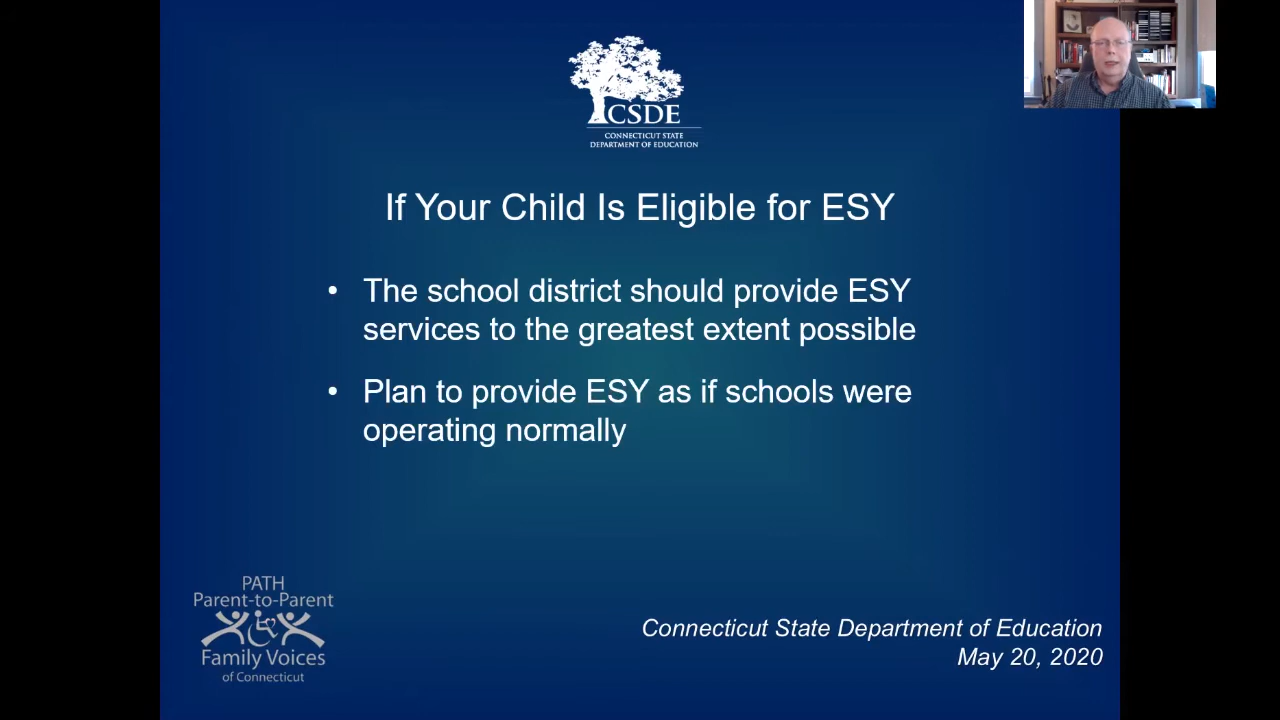 CSDE
CONNECTICUT STATE
DEPARTMENT OF EDUCATION
If Your Child Is Eligible for ESY
• The school district should provide ESY
services to the greatest extent possible
• Plan to provide ESY as if schools were
operating normally
PATH
Parent-to-Parent
Family Voices
of Connecticut
Connecticut State Department of Education
May 20, 2020